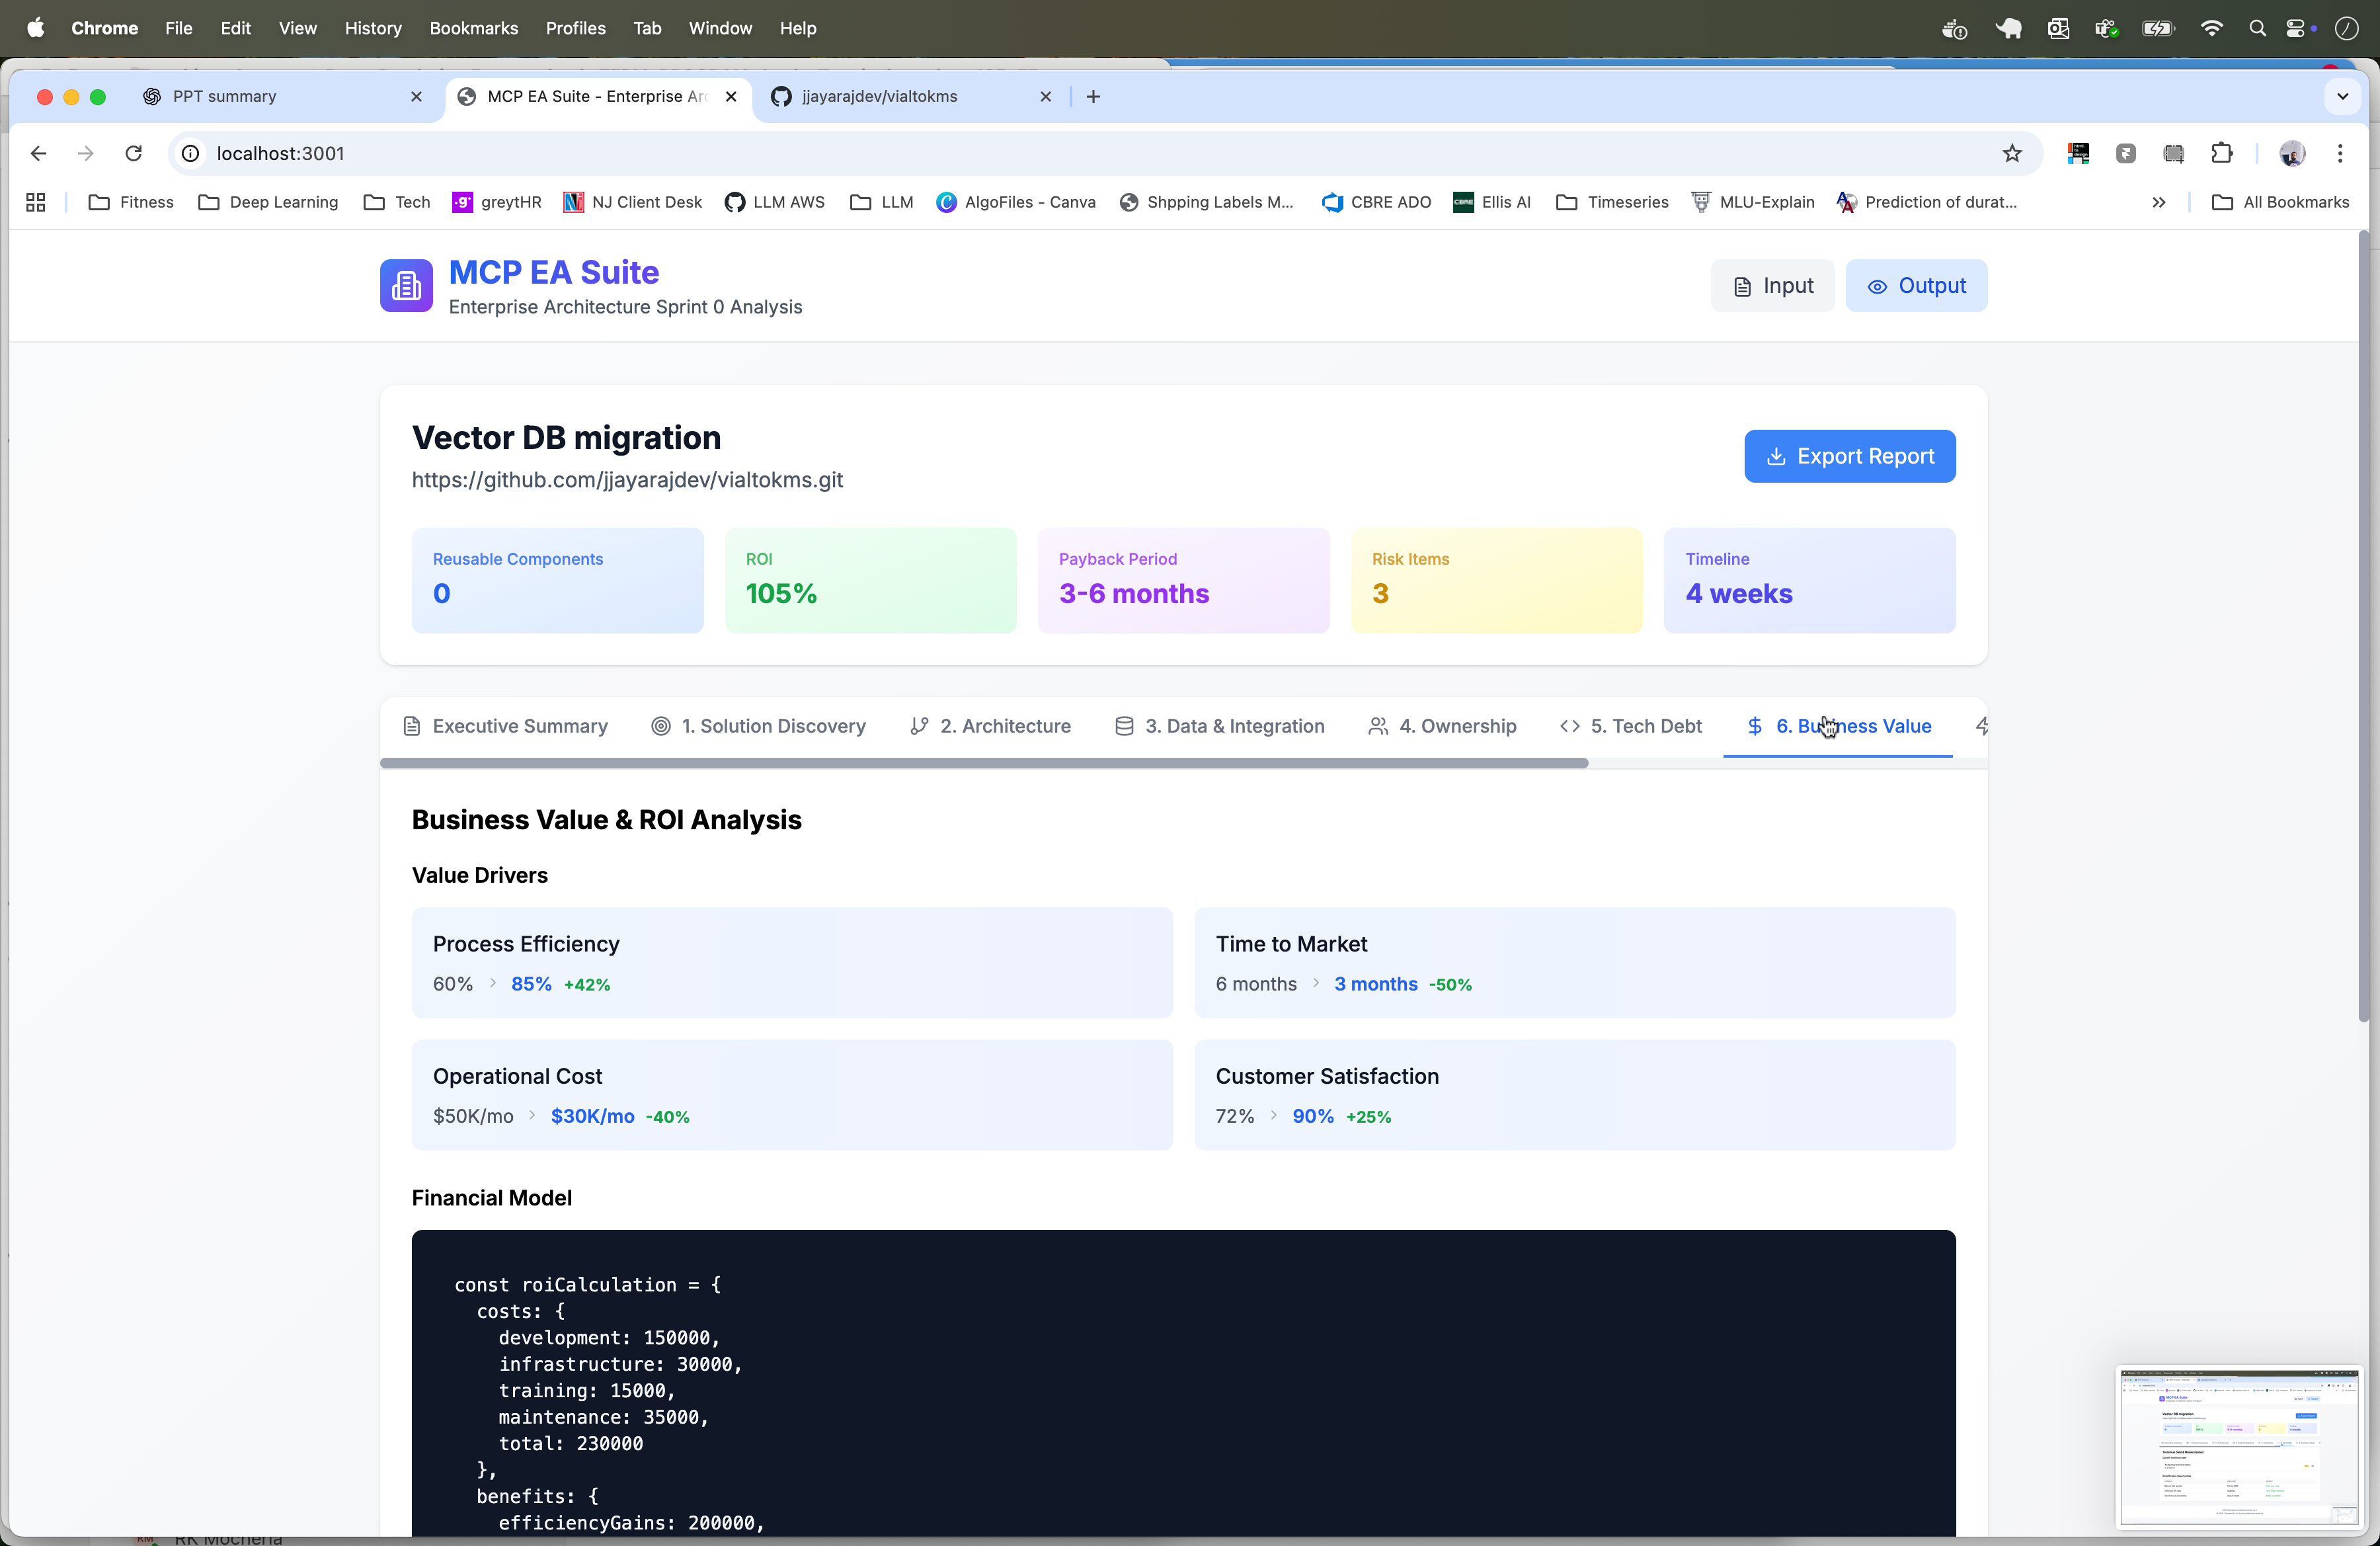 Chrome File Edit View History Bookmarks Profiles Tab Window Help
PPT summary
MCP EA Suite - Enterprise Arc
jjayarajdev/vialtokms
localhost:3001
Fitness Deep Learning Tech greytHR NJ Client Desk LLM AWS LLM AlgoFiles - Canva Shpping Labels M... CBRE ADO Ellis AI Timeseries MLU-Explain Prediction of durat... All Bookmarks
MCP EA Suite
Enterprise Architecture Sprint 0 Analysis
Input
Output
Vector DB migration
https://github.com/jjayarajdev/vialtokms.git
Export Report
Reusable Components
0
ROI
105%
Payback Period
3-6 months
Risk Items
3
Timeline
4 weeks
Executive Summary 1. Solution Discovery 2. Architecture 3. Data & Integration 4. Ownership 5. Tech Debt 6. Business Value
Business Value & ROI Analysis
Value Drivers
Process Efficiency
60% > 85% +42%
Time to Market
6 months > 3 months -50%
Operational Cost
$50K/mo > $30K/mo -40%
Customer Satisfaction
72% > 90% +25%
Financial Model
const roiCalculation = {
costs: {
development: 150000,
infrastructure: 30000,
training: 15000,
maintenance: 35000,
total: 230000
},
benefits: {
efficiencyGains: 200000,